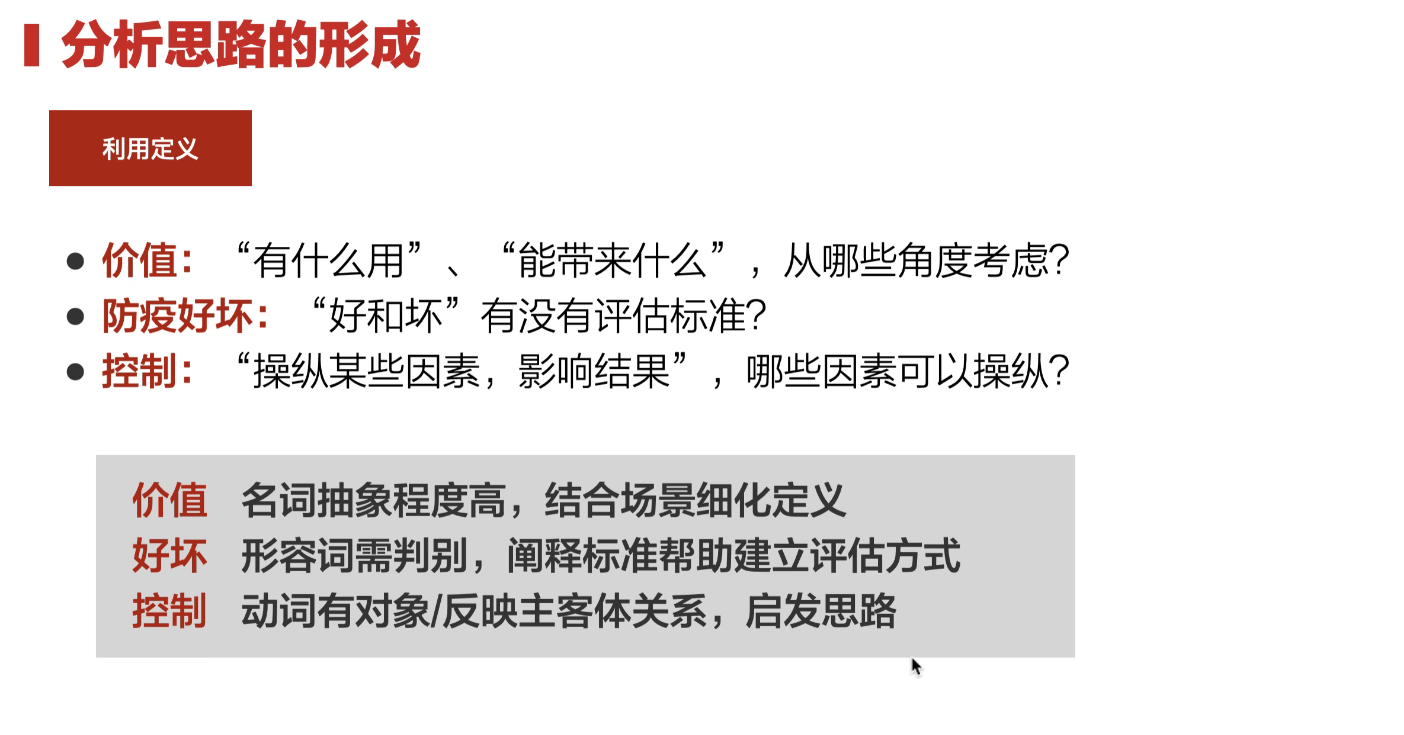 分析思路的形成
利用定义
● 价值：“有什么用”、“能带来什么”，从哪些角度考虑？
● 防疫好坏：“好和坏”有没有评估标准？
● 控制：“操纵某些因素，影响结果”，哪些因素可以操纵？
价值 名词抽象程度高，结合场景细化定义
好坏 形容词需判别，阐释标准帮助建立评估方式
控制 动词有对象/反映主客体关系，启发思路